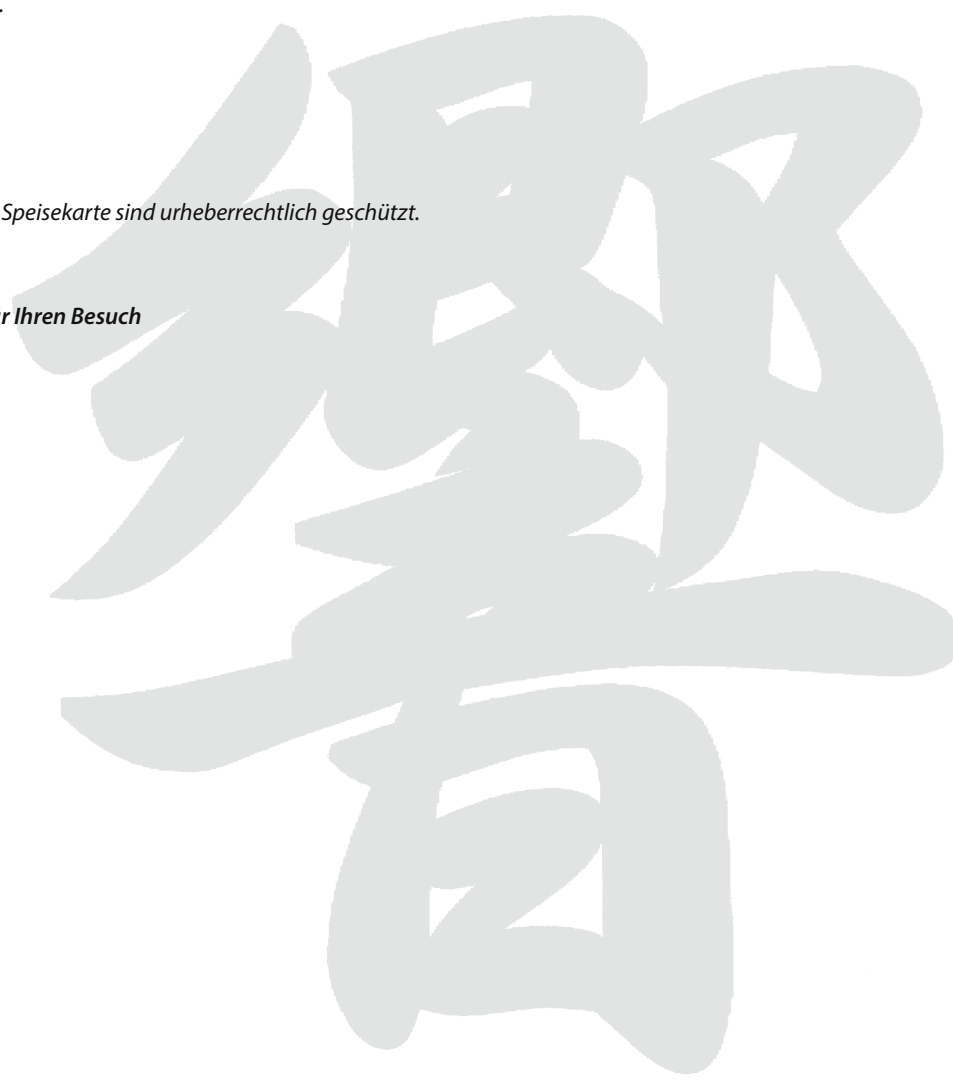 .
Speisekarte sind urheberrechtlich geschützt.
r Ihren Besuch
響